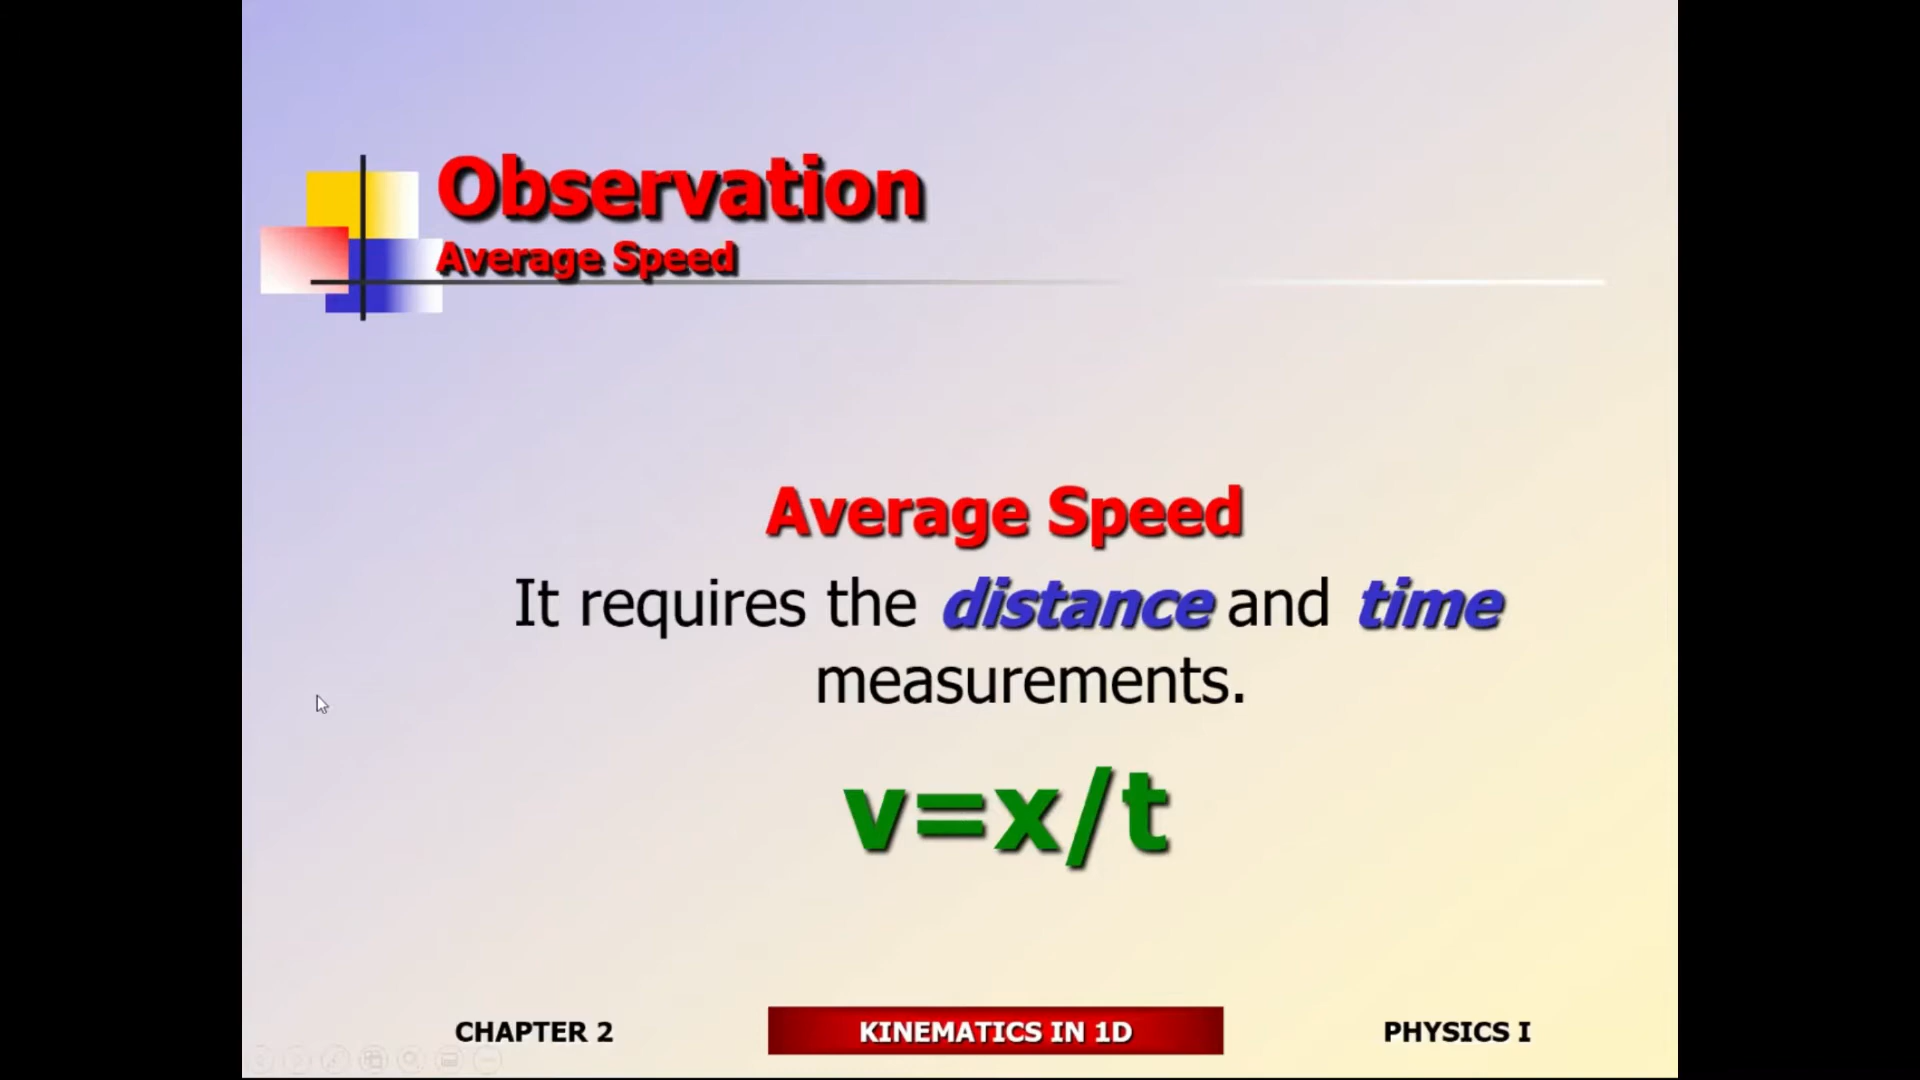 Observation
Average Speed
Average Speed
It requires the distance and time
measurements.
v=x/t
CHAPTER 2
KINEMATICS IN 1D
PHYSICS I